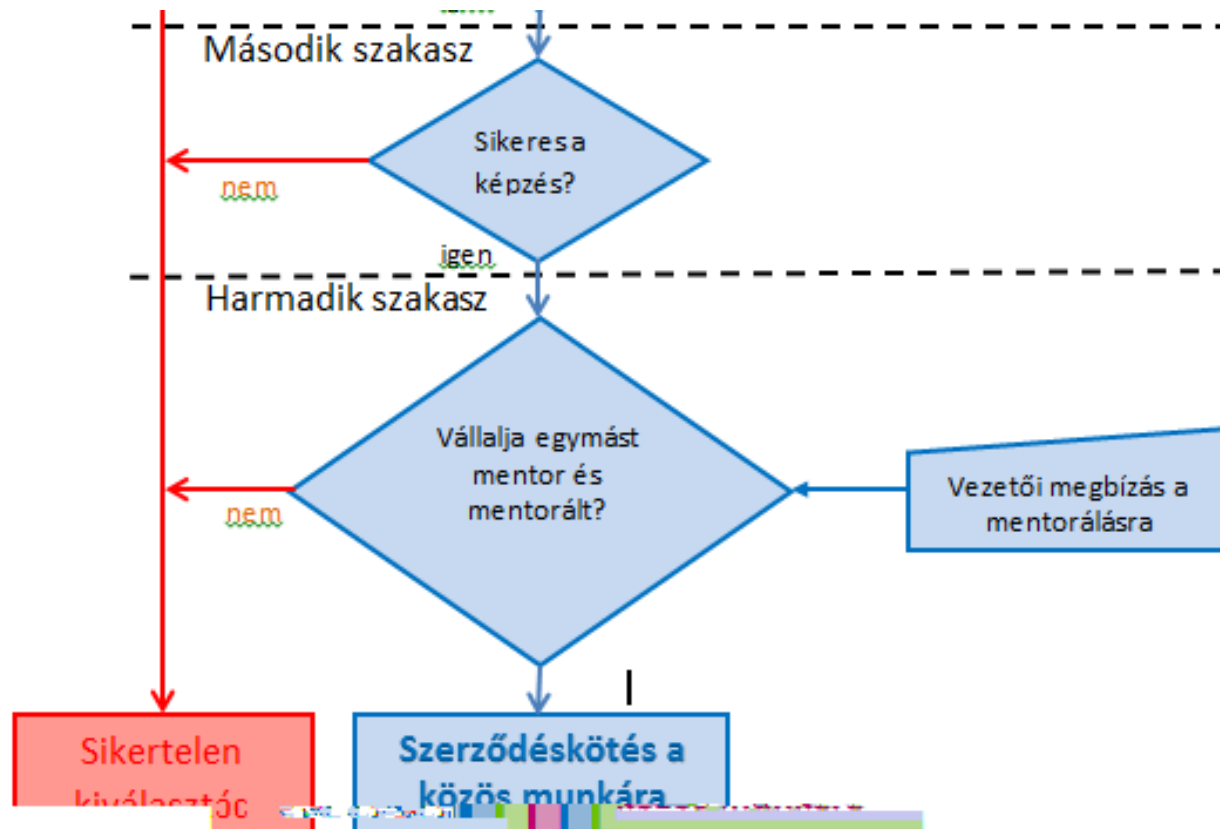 Második szakasz
Sikeres a
képzés?
nem
igen
Harmadik szakasz
Vállalja egymást
mentor és
mentorált?
nem
Vezetői megbízás a
mentorálásra
Sikertelen
kiválasztás
Szerződéskötés a
közös munkára